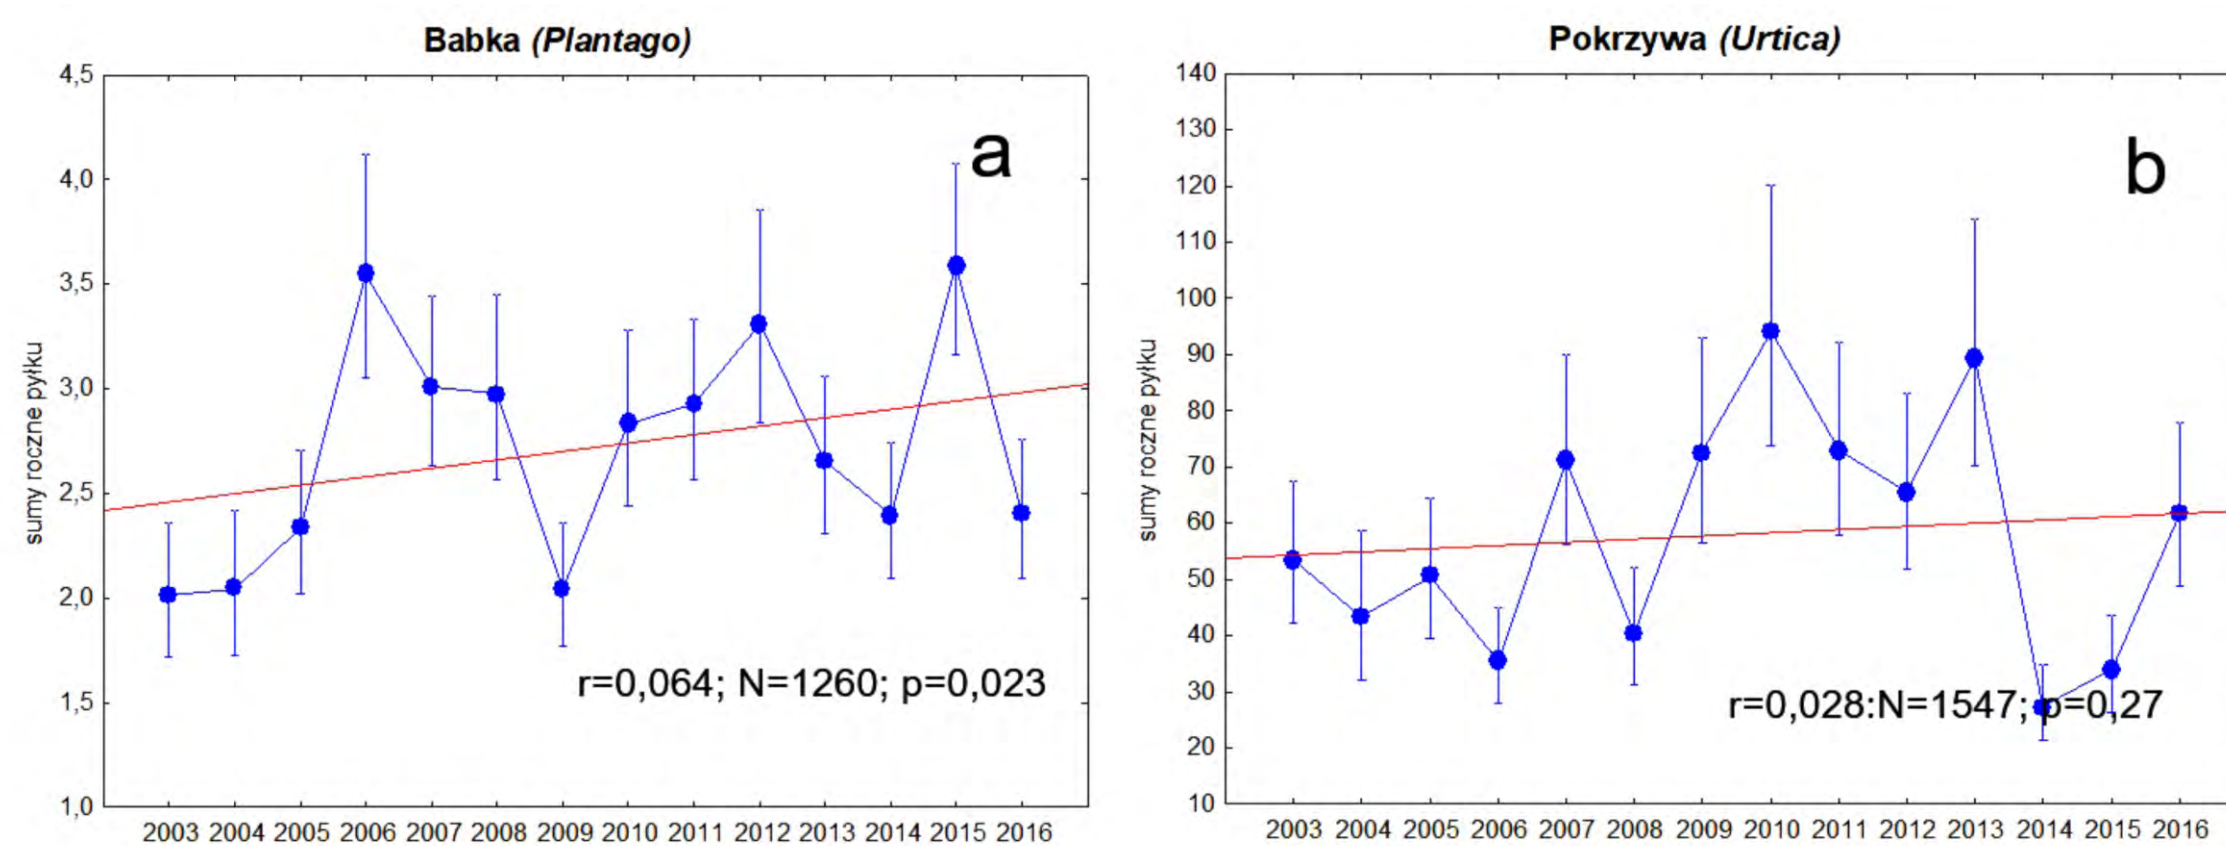 Babka (Plantago)
4,5
4,0
3,5
3,0
2,5
2,0
1,5
1,0
sumy roczne pyłku
a
r=0,064; N=1260; p=0,023
2003 2004 2005 2006 2007 2008 2009 2010 2011 2012 2013 2014 2015 2016
Pokrzywa (Urtica)
140
130
120
110
100
90
80
70
60
50
40
30
20
10
sumy roczne pyłku
b
r=0,028:N=1547; p=0,27
2003 2004 2005 2006 2007 2008 2009 2010 2011 2012 2013 2014 2015 2016